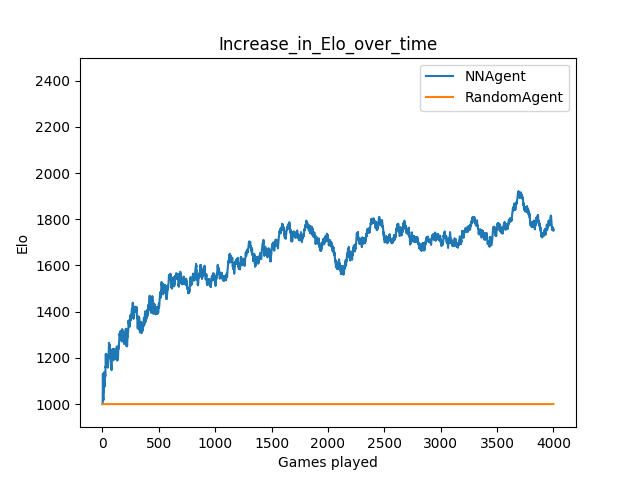 Increase_in_Elo_over_time
NNAgent
RandomAgent
2400
2200
2000
1800
1600
1400
1200
1000
Elo
0 500 1000 1500 2000 2500 3000 3500 4000
Games played